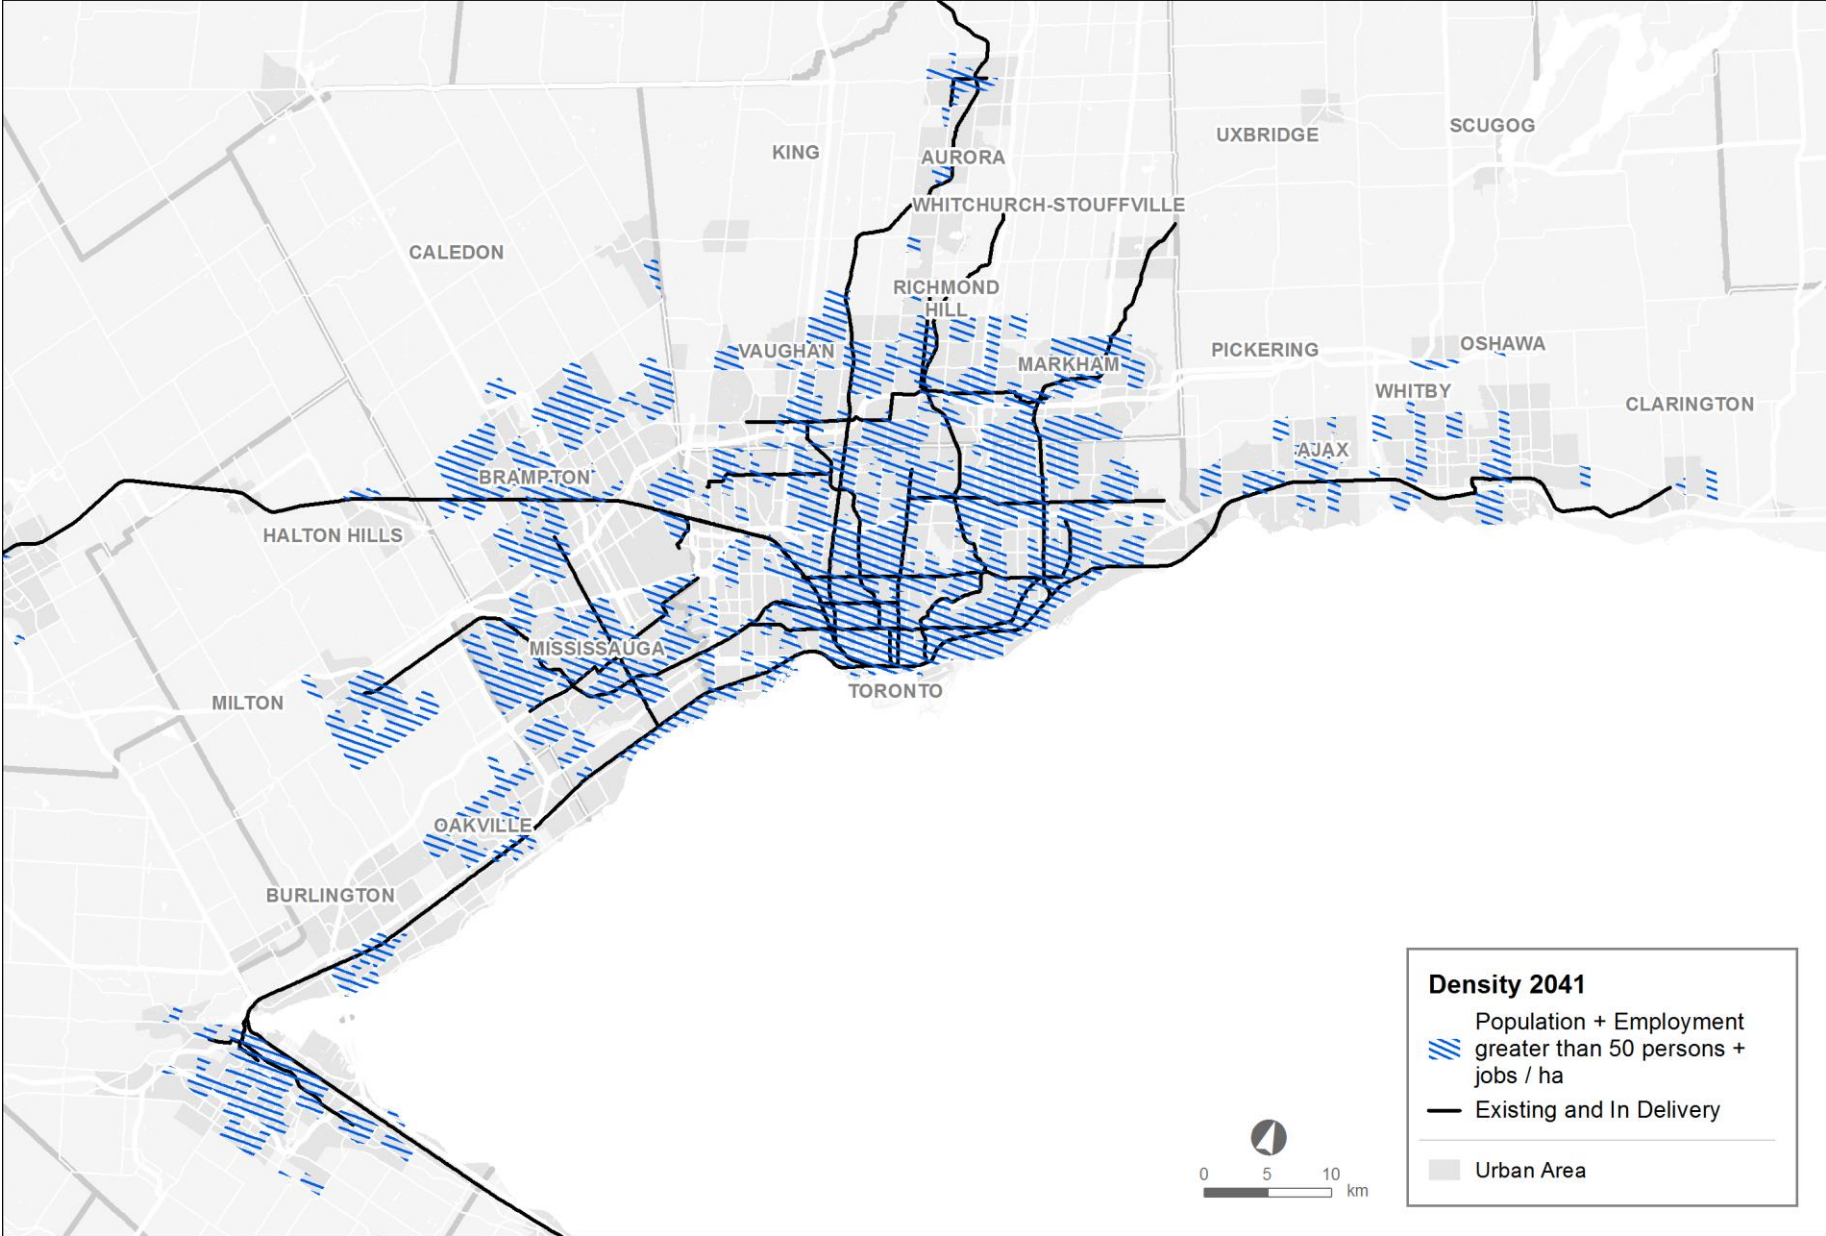 UXBRIDGE
SCUGOG
KING
AURORA
WHITCHURCH-STOUFFVILLE
CALEDON
RICHMOND
HILL
VAUGHAN
MARKHAM
PICKERING
OSHAWA
WHITBY
CLARINGTON
AJAX
BRAMPTON
HALTON HILLS
MISSISSAUGA
TORONTO
MILTON
OAKVILLE
BURLINGTON
Density 2041
Population + Employment
greater than 50 persons +
jobs / ha
Existing and In Delivery
Urban Area
0 5 10
km